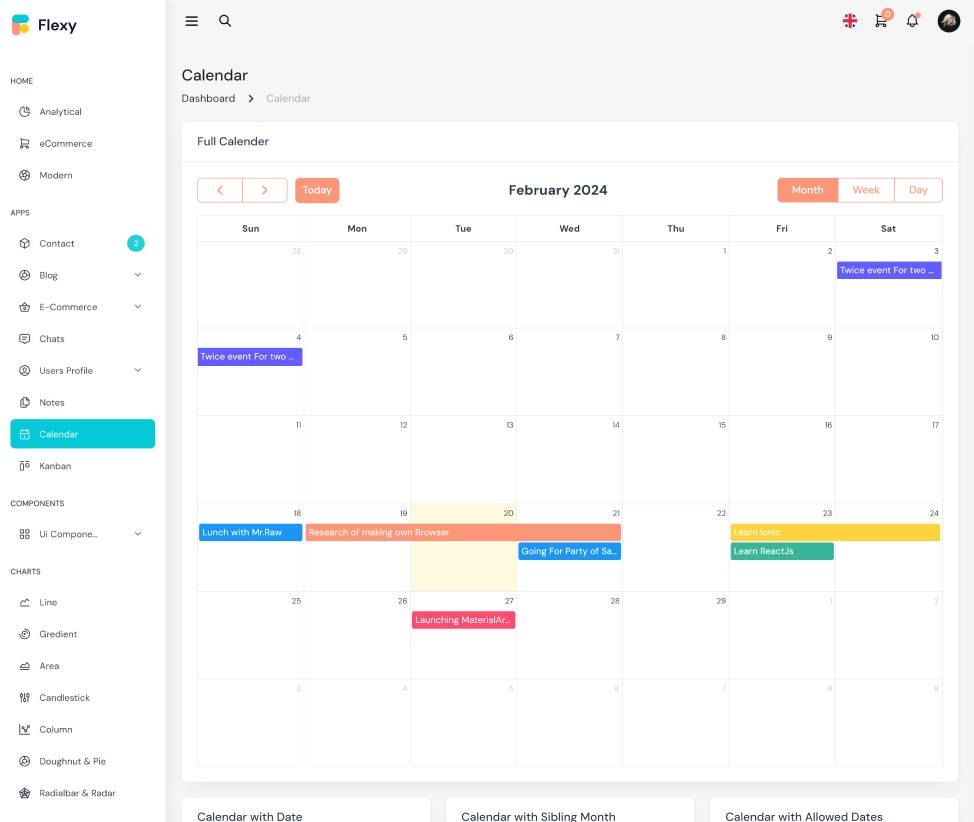 Flexy
0
HOME
Analytical
eCommerce
Modern
APPS
Contact
2
Blog
E-Commerce
Chats
Users Profile
Notes
Calendar
Kanban
COMPONENTS
Ui Compone...
CHARTS
Line
Gredient
Area
Candlestick
Column
Doughnut & Pie
Radialbar & Radar
Calendar
Dashboard > Calendar
Full Calender
< > Today February 2024 Month Week Day
Sun Mon Tue Wed Thu Fri Sat
28 29 30 31 1 2 3
Twice event For two ...
4 5 6 7 8 9 10
Twice event For two ...
11 12 13 14 15 16 17
18 19 20 21 22 23 24
Lunch with Mr.Raw Research of making own Browser Learn Ionic
Going For Party of Sa... Learn ReactJs
25 26 27 28 29 1 2
Launching MaterialAr...
3 4 5 6 7 8 9
Calendar with Date Calendar with Sibling Month Calendar with Allowed Dates